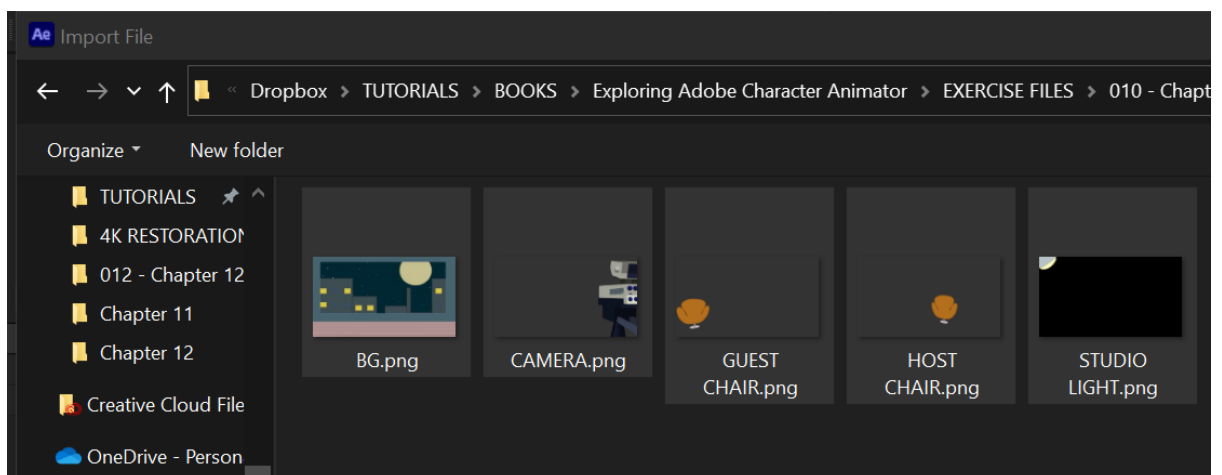 Ae Import File
« Dropbox > TUTORIALS > BOOKS > Exploring Adobe Character Animator > EXERCISE FILES > 010 - Chapt
Organize New folder
TUTORIALS
4K RESTORATION
012 - Chapter 12
Chapter 11
Chapter 12
Creative Cloud File
OneDrive - Person
BG.png
CAMERA.png
GUEST
CHAIR.png
HOST
CHAIR.png
STUDIO
LIGHT.png